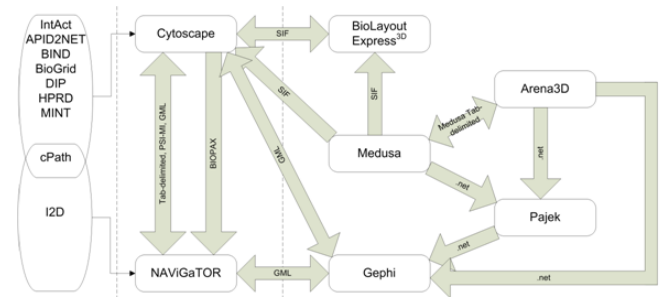 IntAct
APID2NET
BIND
BioGrid
DIP
HPRD
MINT
cPath
I2D
Cytoscape
SIF
BioLayout
Express3D
SIF
SIF
Tab-delimited, PSI-MI, GML
BIOPAX
GML
Medusa
Medusa Tab-
delimited
Arena3D
.net
.net
Pajek
.net
NAViGaTOR
GML
Gephi
.net